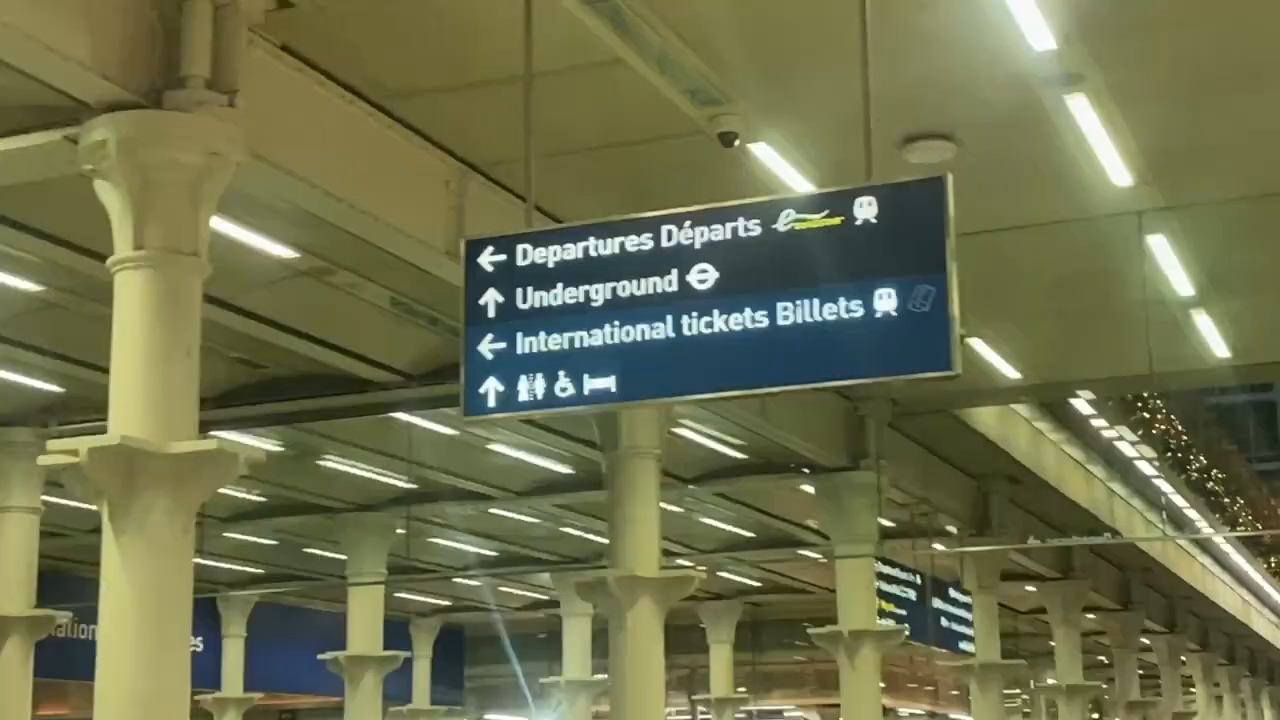 Departures Départs
Underground
International tickets Billets